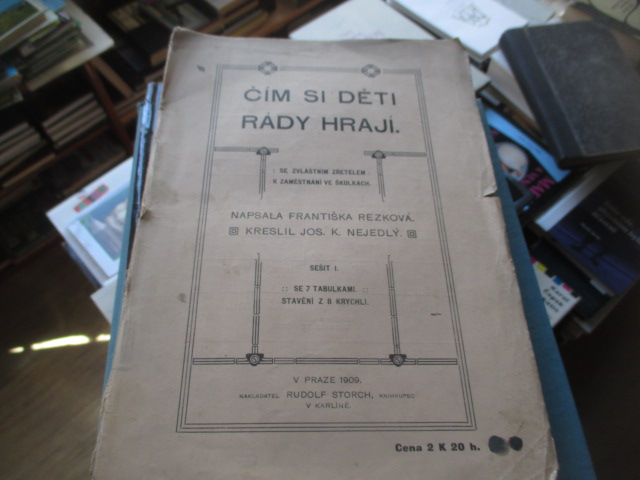 ČÍM SI DĚTI
RÁDY HRAJÍ.
: SE ZVLÁŠTNÍM ZŘETELEM
K ZAMĚSTNÁNÍ VE ŠKOLKÁCH.
NAPSALA FRANTIŠKA REZKOVÁ.
KRESLIL JOS. K. NEJEDLÝ.
SEŠIT I.
:: SE 7 TABULKAMI ::
STAVĚNÍ Z 8 KRYCHLÍ.
V PRAZE 1909.
NAKLADATEL RUDOLF STORCH, KNIHKUPEC
V KARLÍNĚ.
Cena 2 K 20 h.